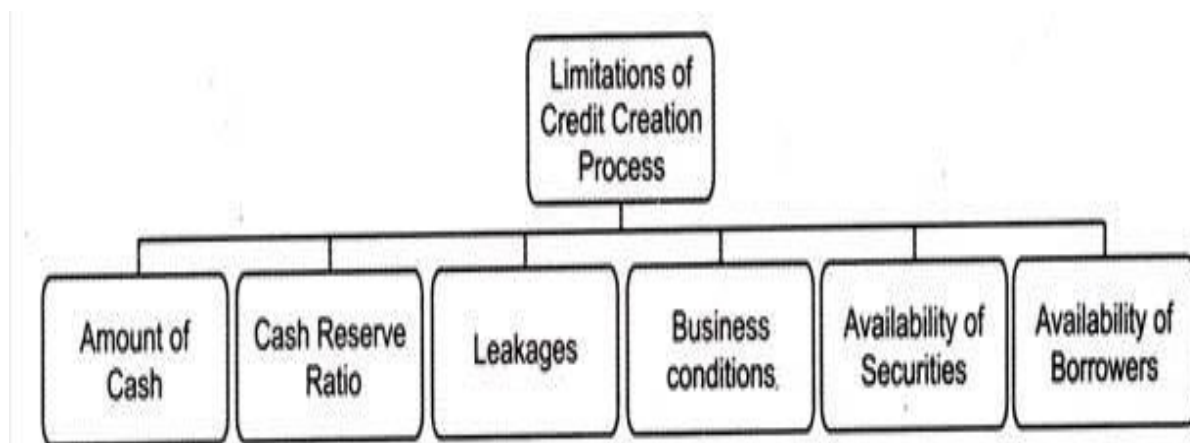 Limitations of
Credit Creation
Process
Amount of
Cash
Cash Reserve
Ratio
Leakages
Business
conditions.
Availability of
Securities
Availability of
Borrowers